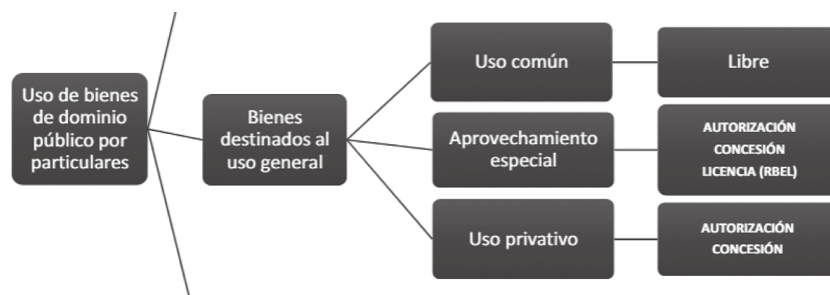 Uso de bienes
de dominio
público por
particulares
Bienes
destinados al
uso general
Uso común
Libre
Aprovechamiento
especial
AUTORIZACIÓN
CONCESIÓN
LICENCIA (RBEL)
Uso privativo
AUTORIZACIÓN
CONCESIÓN